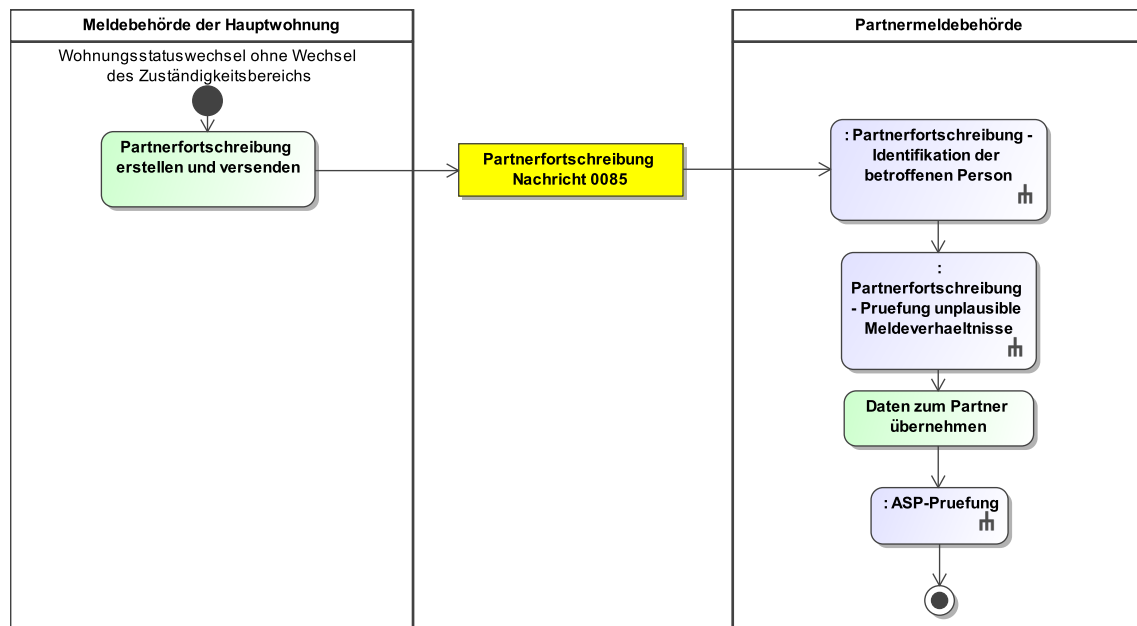 Meldebehörde der Hauptwohnung
Partnermeldebehörde
Wohnungsstatuswechsel ohne Wechsel
des Zuständigkeitsbereichs
Partnerfortschreibung
erstellen und versenden
Partnerfortschreibung
Nachricht 0085
: Partnerfortschreibung -
Identifikation der
betroffenen Person
:
Partnerfortschreibung
- Pruefung unplausible
Meldeverhaeltnisse
Daten zum Partner
übernehmen
: ASP-Pruefung